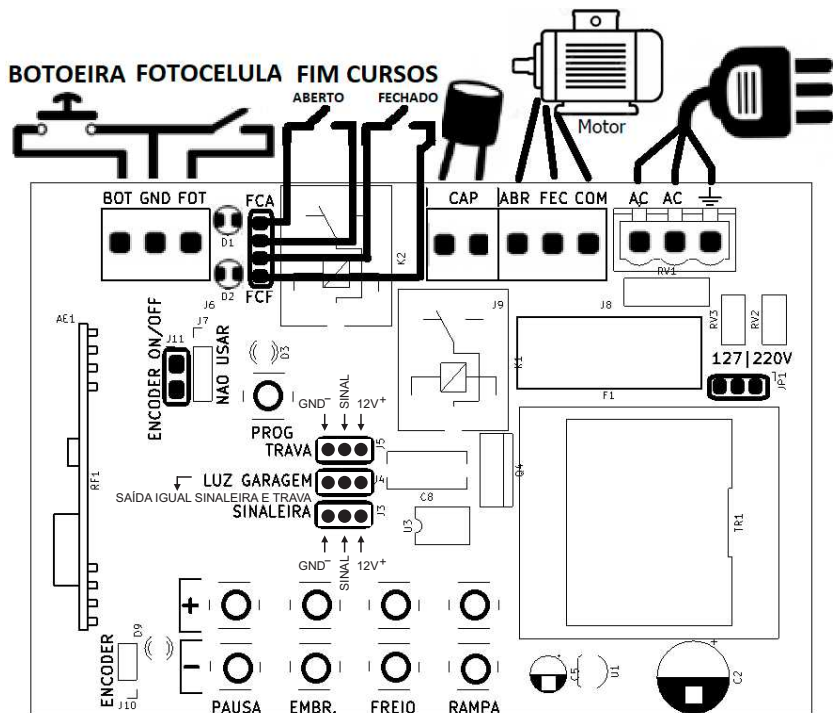 BOTOEIRA FOTOCELULA FIM CURSOS
ABERTO FECHADO
Motor
BOT GND FOT
FCA
CAP
ABR FEC COM
AC AC
D1
K2
D2
FCF
RV1
J6
J9
J8
AE1
J7
J11
ENCODER ON/OFF
NAO USAR
D3
K1
RV3
RV2
127|220V
JP1
F1
GND- SINAL 12V+
PROG
TRAVA
J5
LUZ GARAGEM
J4
SAÍDA IGUAL SINALEIRA E TRAVA
SINALEIRA
J3
C8
Q4
U3
RF1
TR1
GND- SINAL 12V+
+
D9
ENCODER
J10
-
PAUSA EMBR. FREIO RAMPA
C5
U1
+
C2